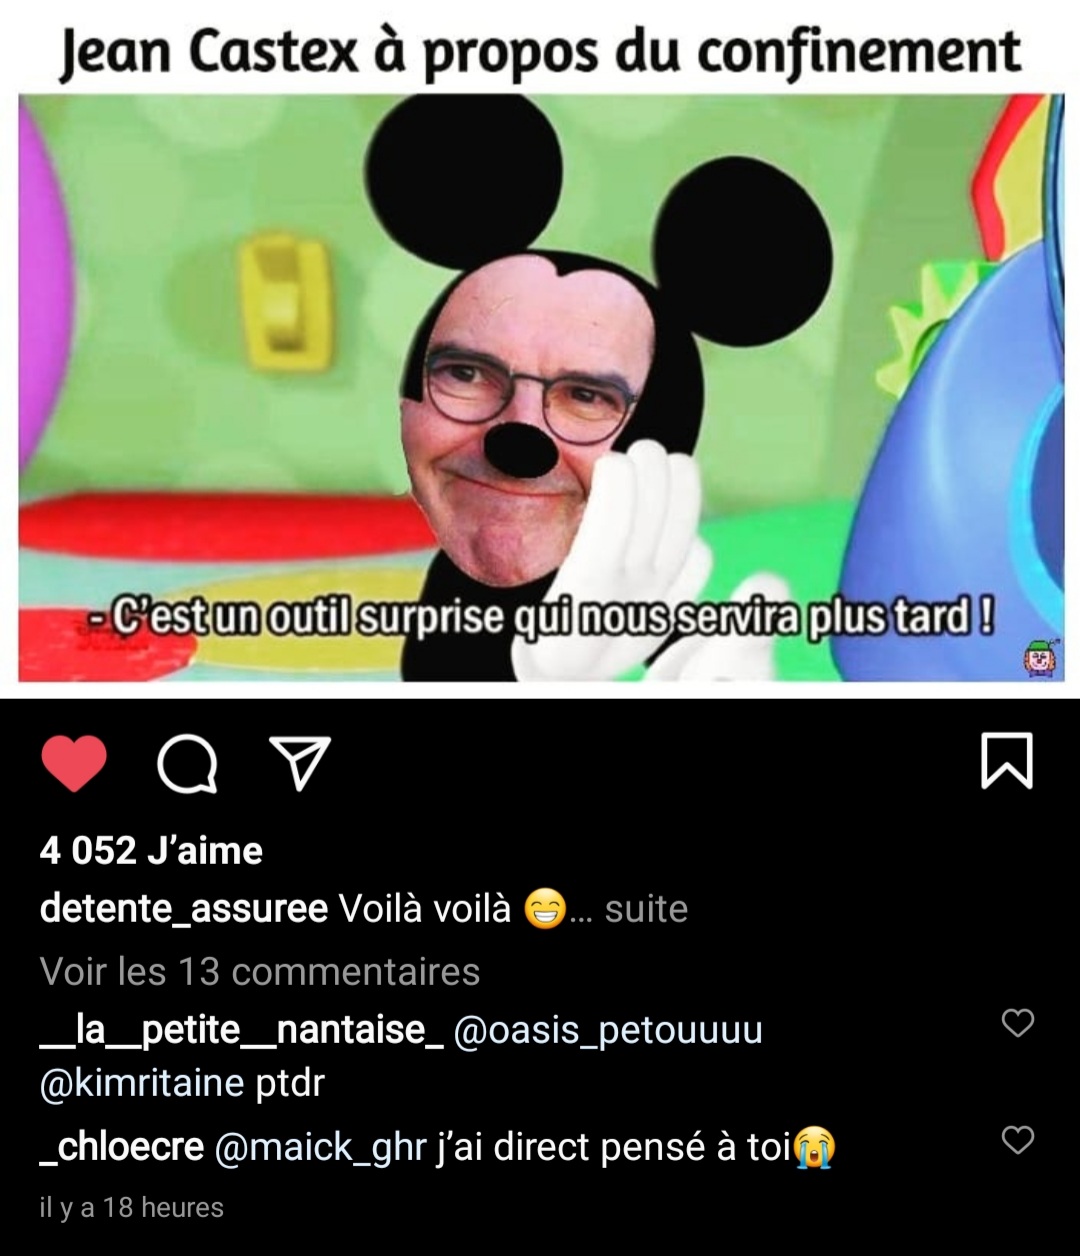 Jean Castex à propos du confinement
- C'est un outil surprise qui nous servira plus tard !
4 052 J'aime
detente_assuree Voilà voilà 😁... suite
Voir les 13 commentaires
__la__petite__nantaise_ @oasis_petouuuu
@kimritaine ptdr
_chloecre @maick_ghr j'ai direct pensé à toi😭
il y a 18 heures